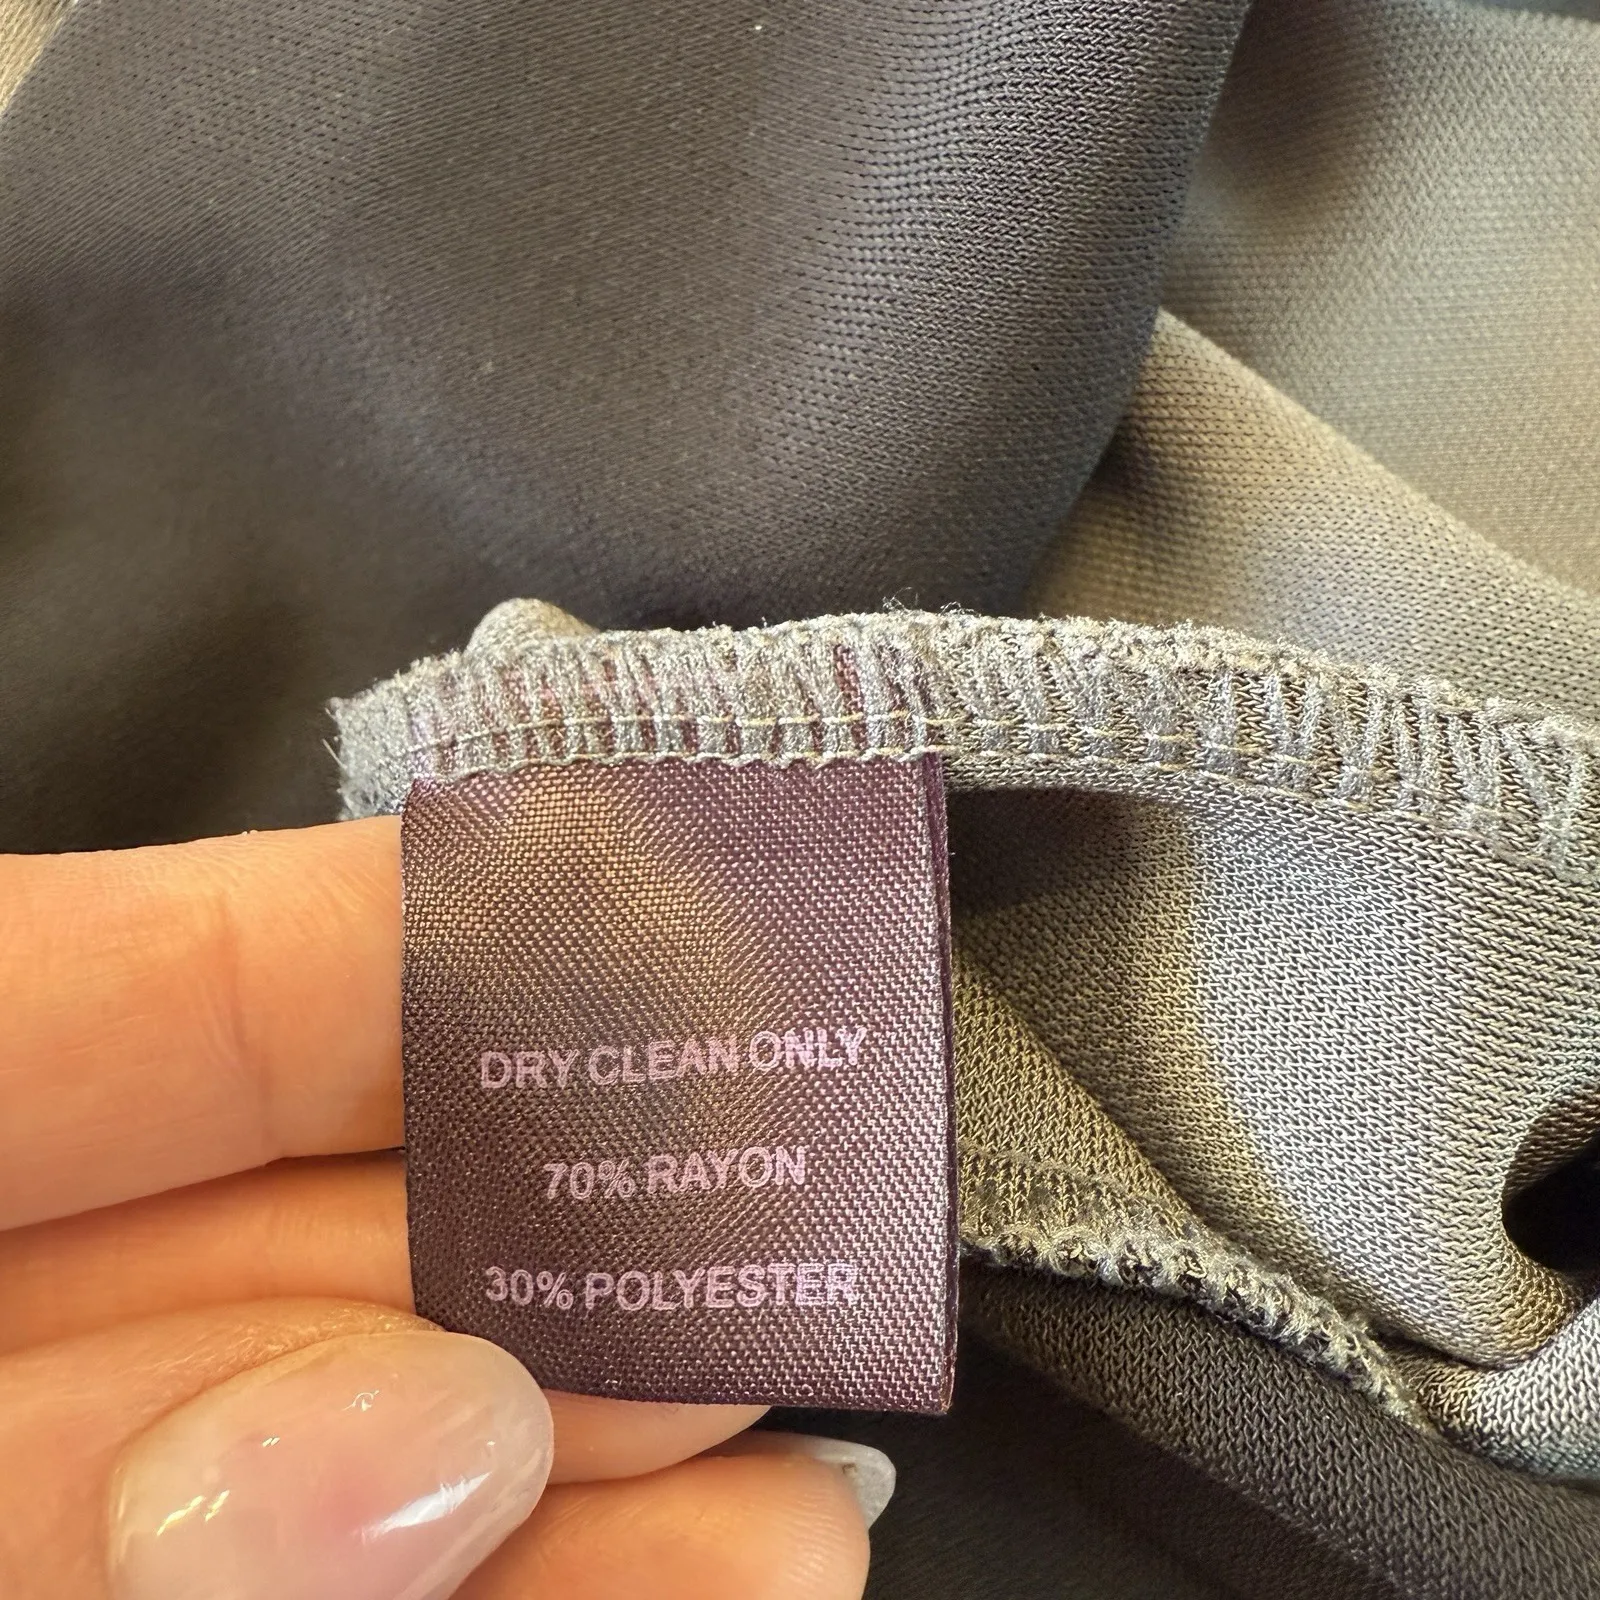 DRY CLEAN ONLY
70% RAYON
30% POLYESTER